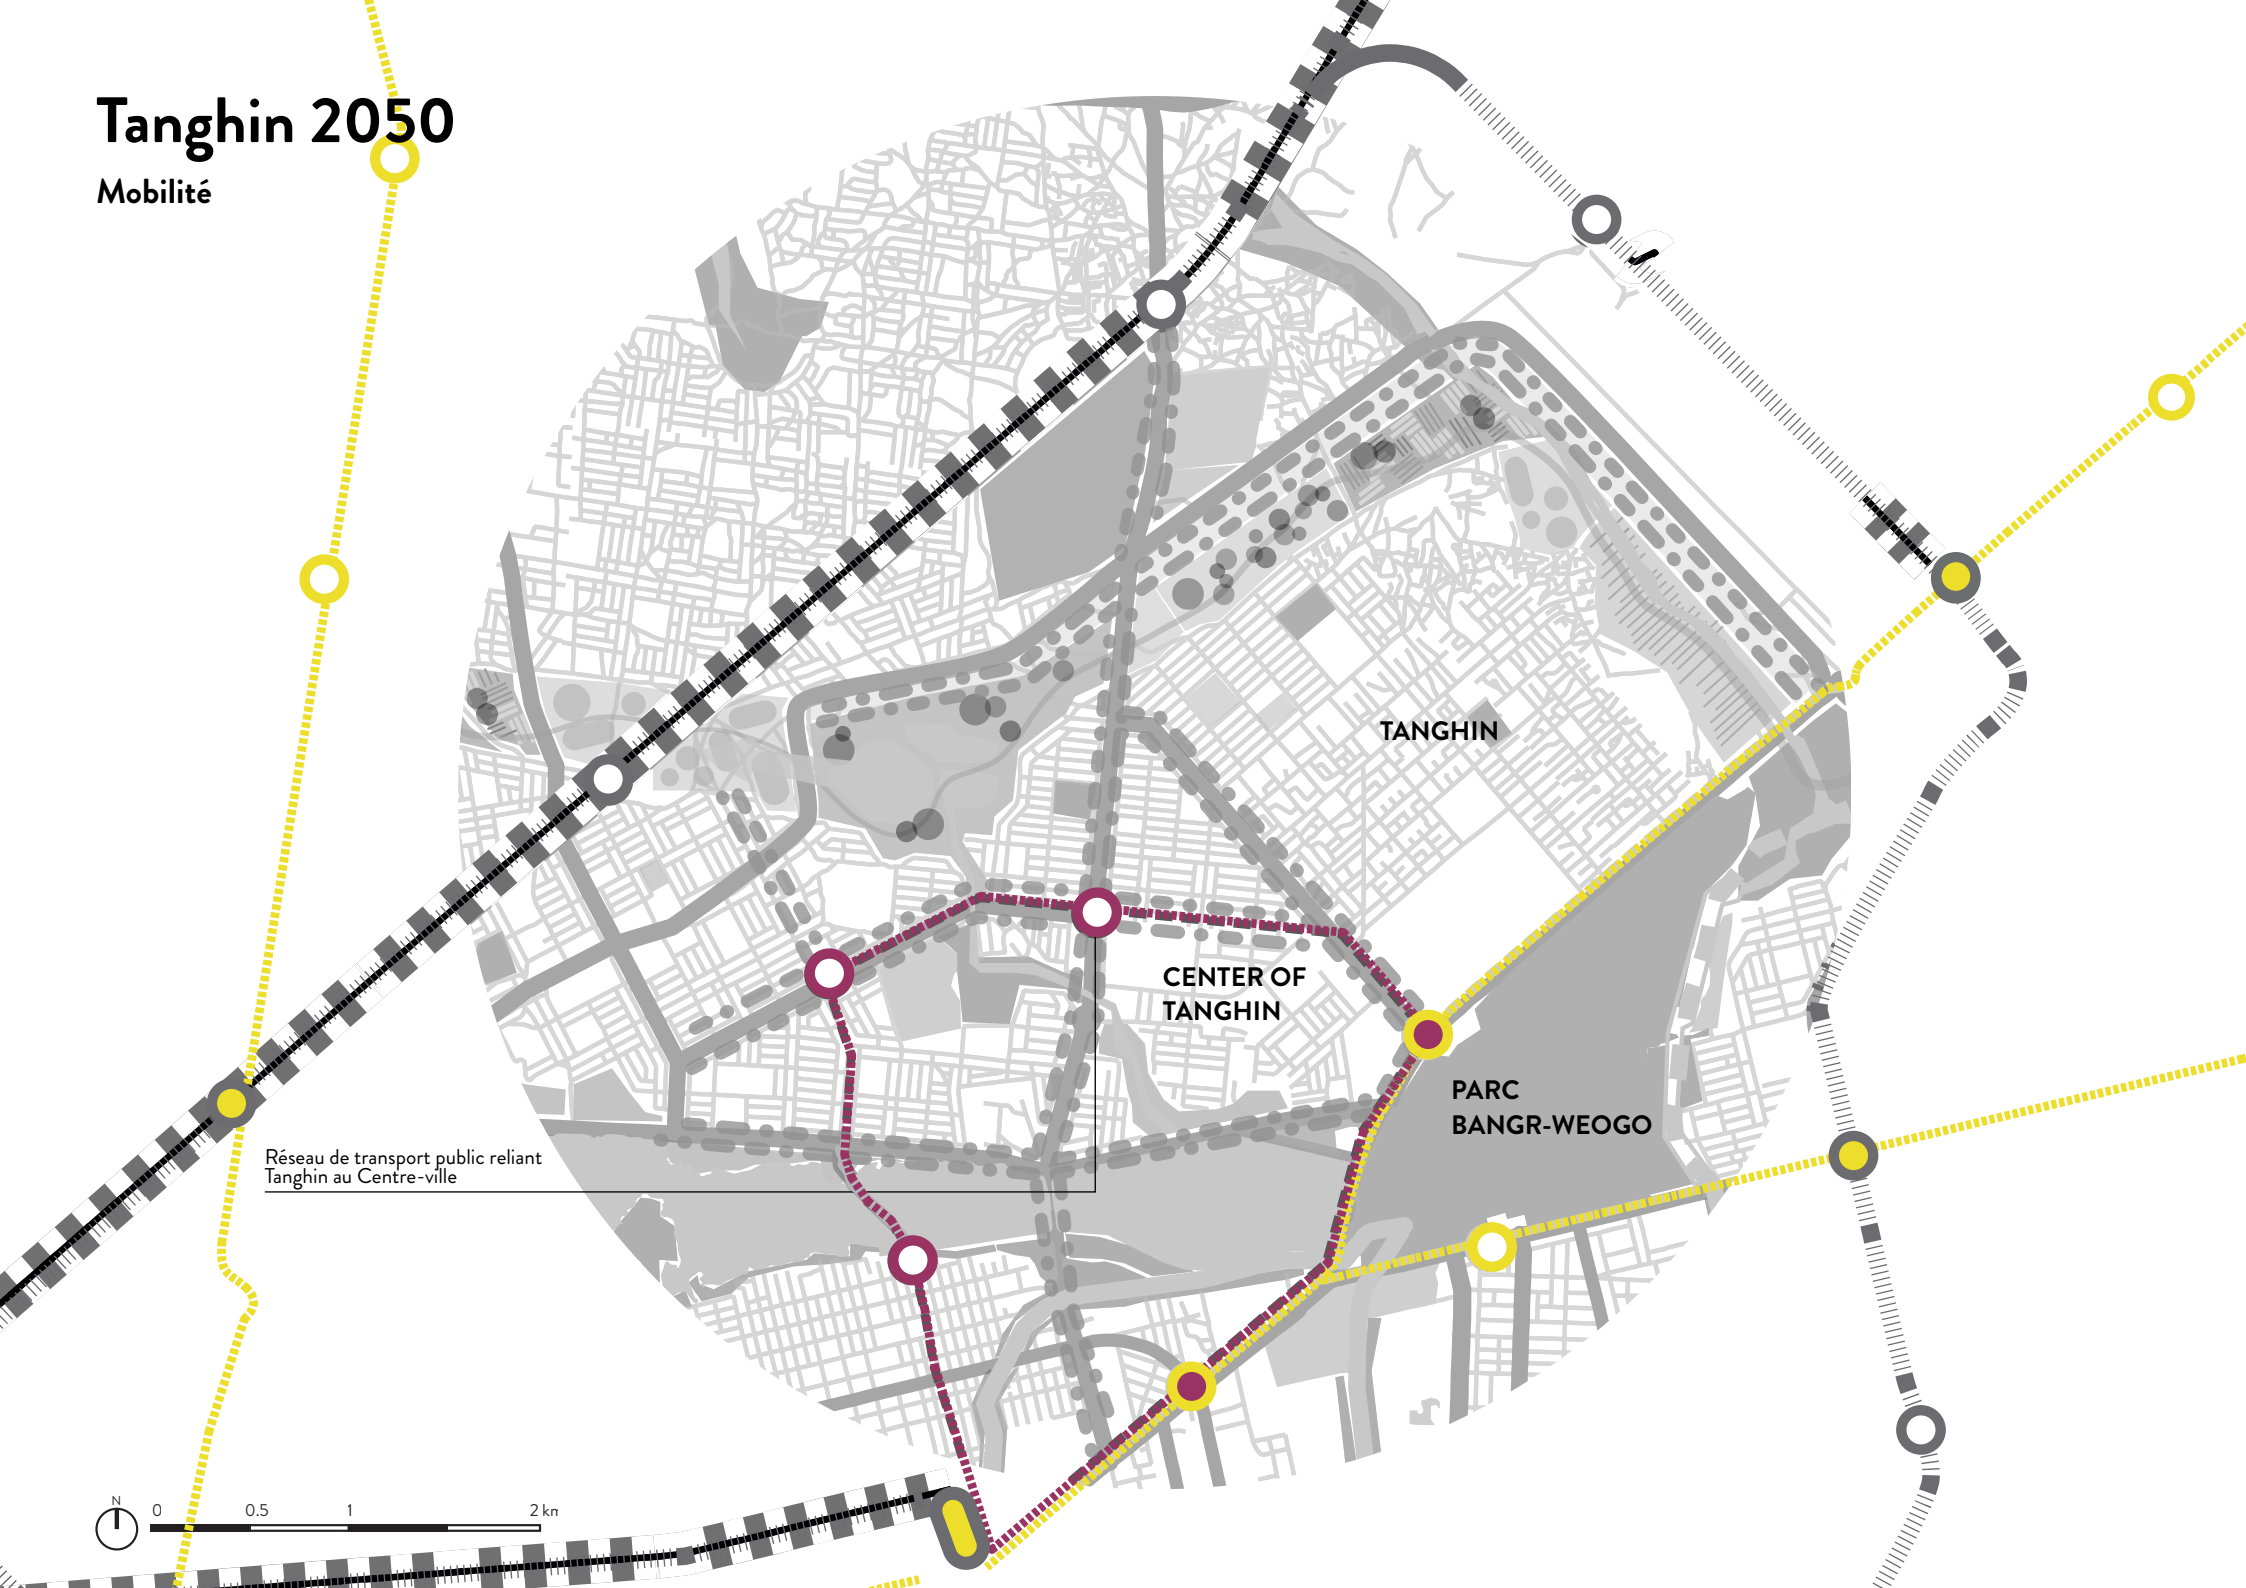 Tanghin 2050
Mobilité
TANGHIN
CENTER OF
TANGHIN
PARC
BANGR-WEOGO
Réseau de transport public reliant
Tanghin au Centre-ville
N
0 0.5 1 2 km